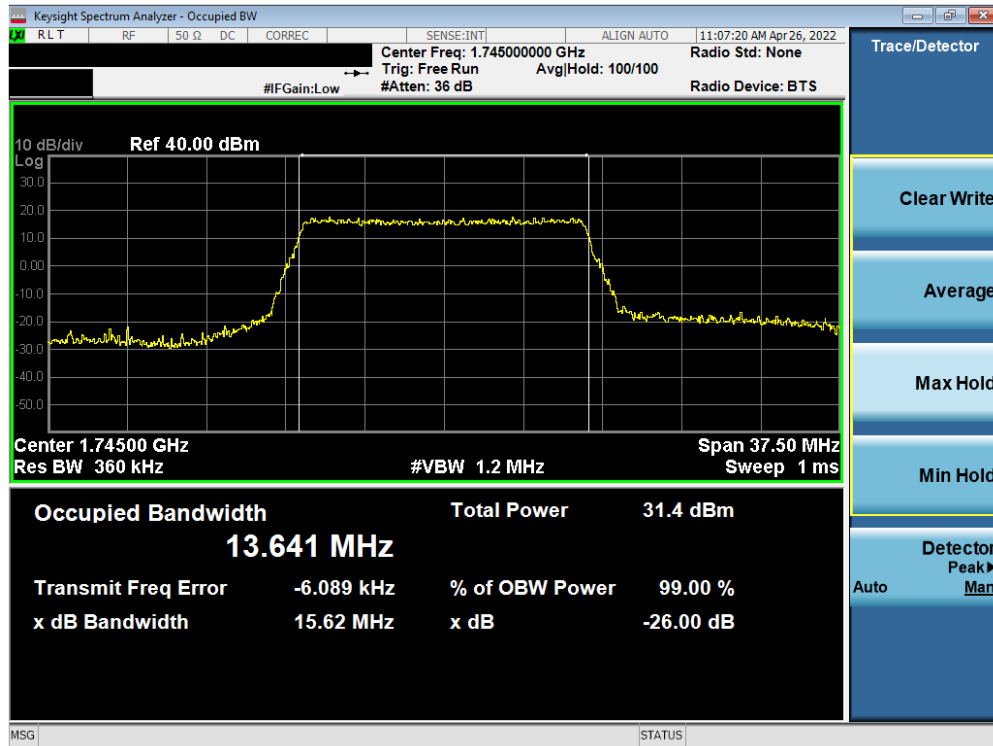 Keysight Spectrum Analyzer - Occupied BW
LXI RLT RF 50 Ω DC CORREC SENSE:INT ALIGN AUTO 11:07:20 AM Apr 26, 2022
Center Freq: 1.745000000 GHz Radio Std: None
Trig: Free Run Avg|Hold: 100/100
#IFGain:Low #Atten: 36 dB Radio Device: BTS
10 dB/div Ref 40.00 dBm
Log
30.0
20.0
10.0
0.00
-10.0
-20.0
-30.0
-40.0
-50.0
Center 1.74500 GHz Span 37.50 MHz
Res BW 360 kHz #VBW 1.2 MHz Sweep 1 ms
Occupied Bandwidth Total Power 31.4 dBm
13.641 MHz
Transmit Freq Error -6.089 kHz % of OBW Power 99.00 %
x dB Bandwidth 15.62 MHz x dB -26.00 dB
MSG STATUS
Trace/Detector
Clear Write
Average
Max Hold
Min Hold
Detector
Peak▶
Auto Man